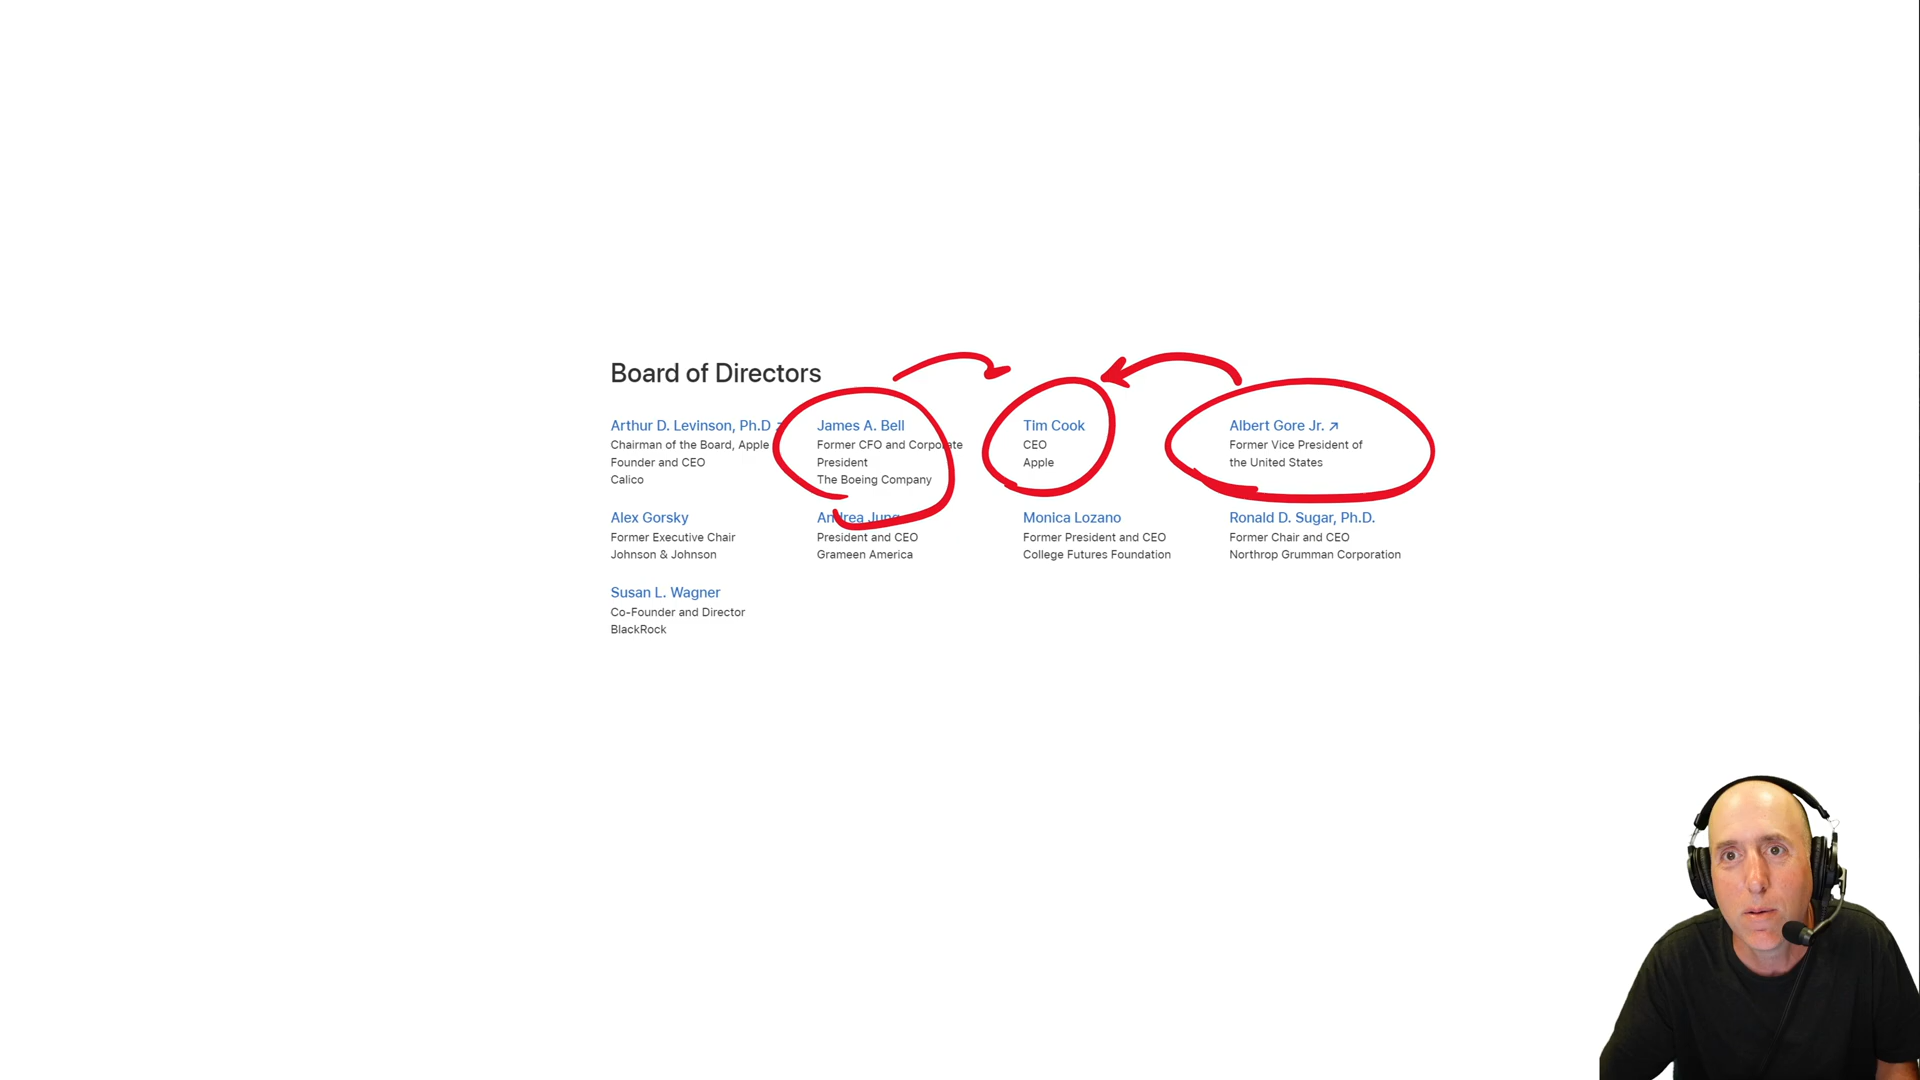 Board of Directors
Arthur D. Levinson, Ph.D
Chairman of the Board, Apple
Founder and CEO
Calico
James A. Bell
Former CFO and Corporate
President
The Boeing Company
Tim Cook
CEO
Apple
Albert Gore Jr. ↗
Former Vice President of
the United States
Alex Gorsky
Former Executive Chair
Johnson & Johnson
Andrea Jung
President and CEO
Grameen America
Monica Lozano
Former President and CEO
College Futures Foundation
Ronald D. Sugar, Ph.D.
Former Chair and CEO
Northrop Grumman Corporation
Susan L. Wagner
Co-Founder and Director
BlackRock